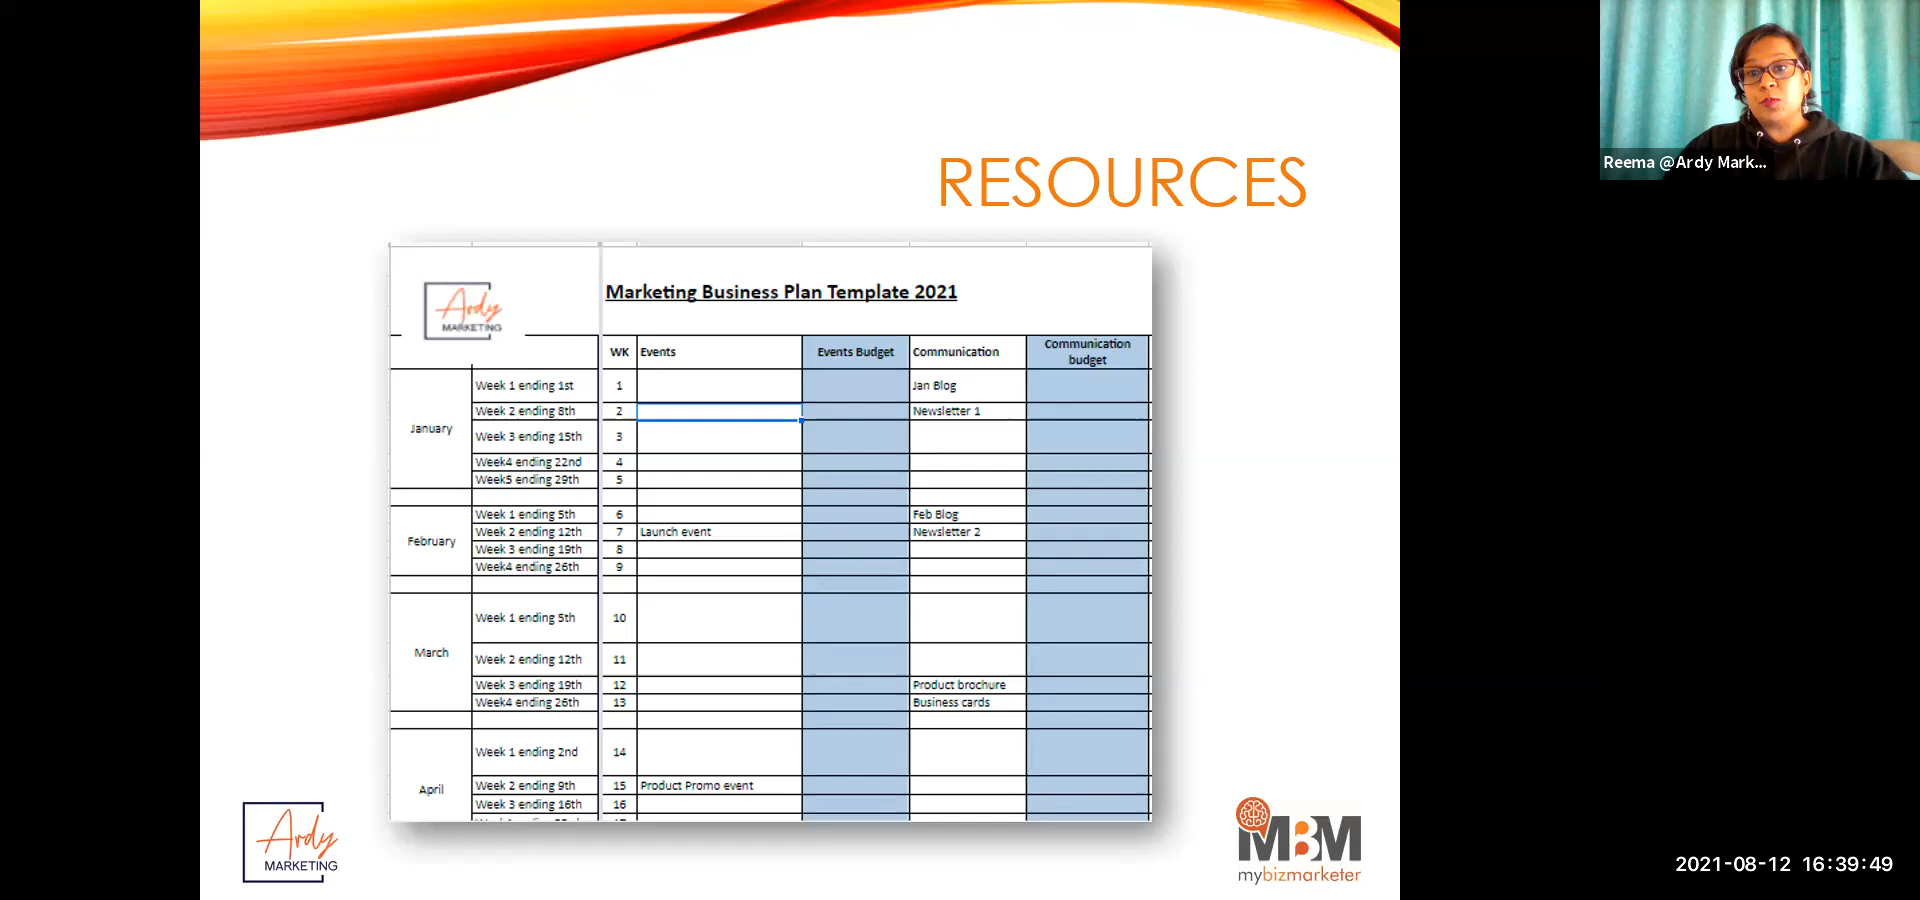 Reema @Ardy Mark...
RESOURCES
Ardy
MARKETING
Marketing Business Plan Template 2021
WK Events Events Budget Communication Communication budget
January
Week 1 ending 1st 1 Jan Blog
Week 2 ending 8th 2 Newsletter 1
Week 3 ending 15th 3
Week4 ending 22nd 4
Week5 ending 29th 5
February
Week 1 ending 5th 6 Feb Blog
Week 2 ending 12th 7 Launch event Newsletter 2
Week 3 ending 19th 8
Week4 ending 26th 9
March
Week 1 ending 5th 10
Week 2 ending 12th 11
Week 3 ending 19th 12 Product brochure
Week4 ending 26th 13 Business cards
April
Week 1 ending 2nd 14
Week 2 ending 9th 15 Product Promo event
Week 3 ending 16th 16
Ardy
MARKETING
MBM
mybizmarketer
2021-08-12 16:39:49